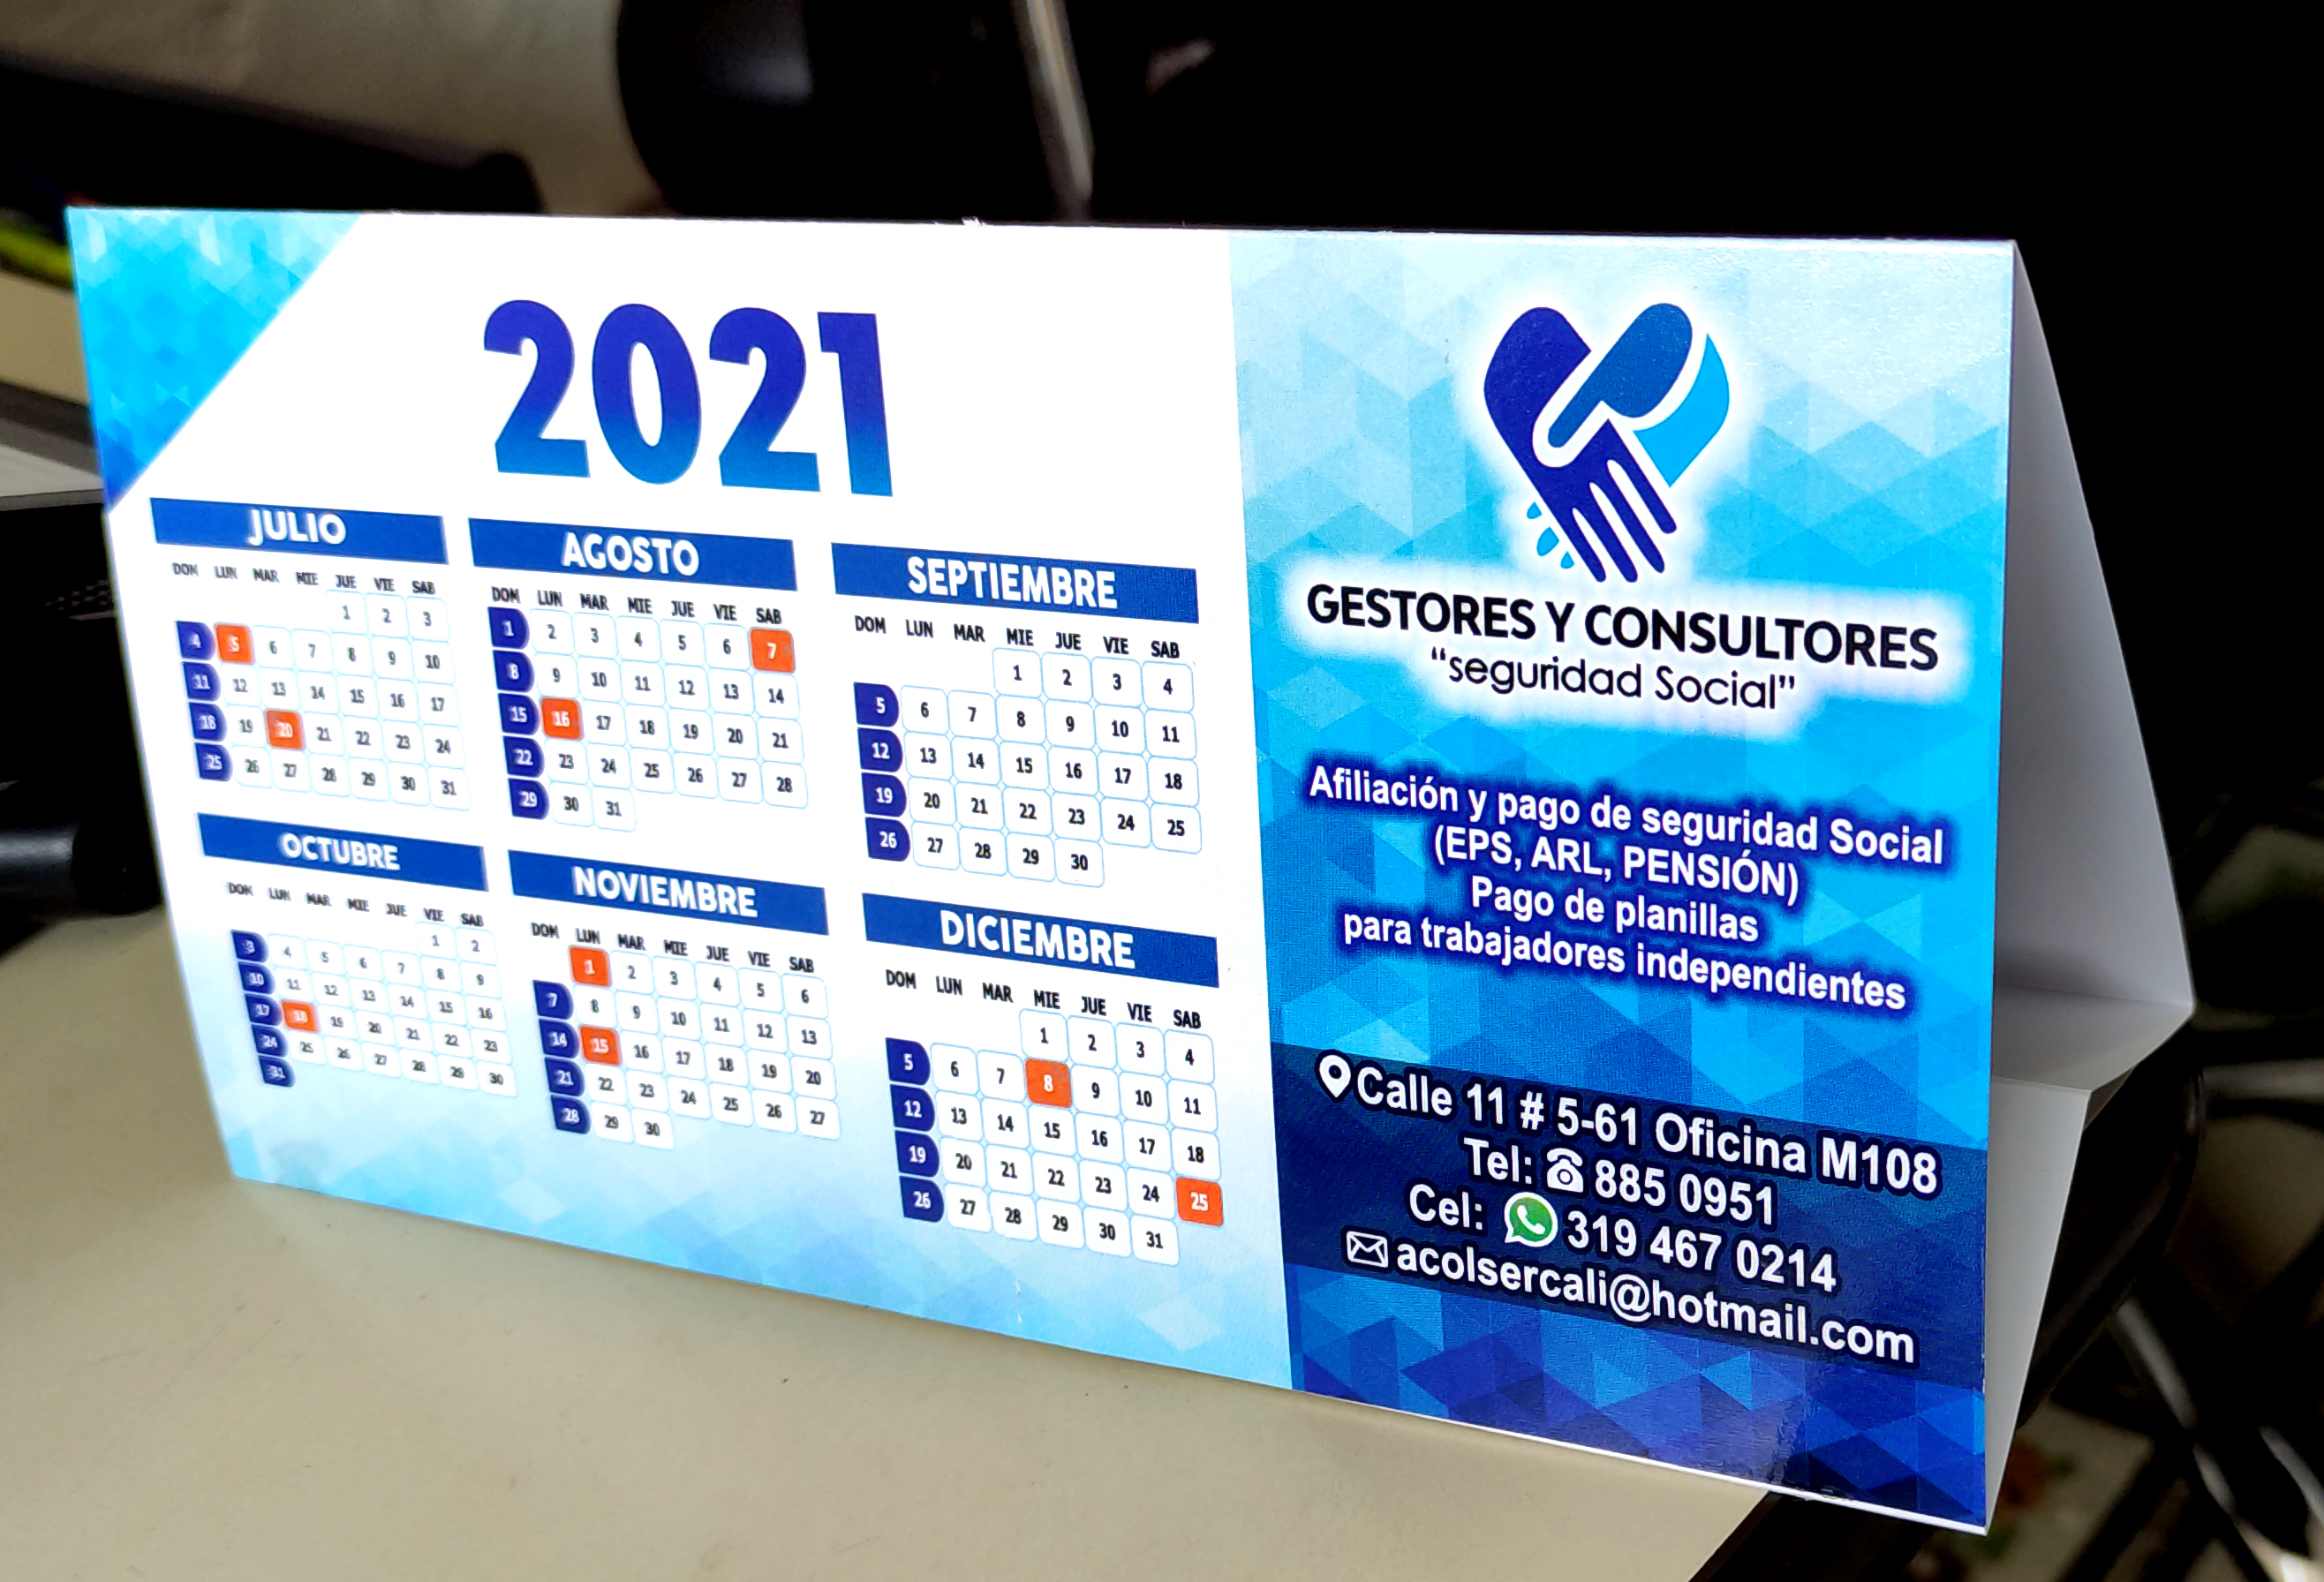 2021
JULIO
DOM LUN MAR MIE JUE VIE SAB
1 2 3
4 5 6 7 8 9 10
11 12 13 14 15 16 17
18 19 20 21 22 23 24
25 26 27 28 29 30 31
AGOSTO
DOM LUN MAR MIE JUE VIE SAB
1 2 3 4 5 6 7
8 9 10 11 12 13 14
15 16 17 18 19 20 21
22 23 24 25 26 27 28
29 30 31
SEPTIEMBRE
DOM LUN MAR MIE JUE VIE SAB
1 2 3 4
5 6 7 8 9 10 11
12 13 14 15 16 17 18
19 20 21 22 23 24 25
26 27 28 29 30
OCTUBRE
DOM LUN MAR MIE JUE VIE SAB
1 2
3 4 5 6 7 8 9
10 11 12 13 14 15 16
17 18 19 20 21 22 23
24 25 26 27 28 29 30
31
NOVIEMBRE
DOM LUN MAR MIE JUE VIE SAB
1 2 3 4 5 6
7 8 9 10 11 12 13
14 15 16 17 18 19 20
21 22 23 24 25 26 27
28 29 30
DICIEMBRE
DOM LUN MAR MIE JUE VIE SAB
1 2 3 4
5 6 7 8 9 10 11
12 13 14 15 16 17 18
19 20 21 22 23 24 25
26 27 28 29 30 31
GESTORES Y CONSULTORES
"seguridad Social"
Afiliación y pago de seguridad Social
(EPS, ARL, PENSIÓN)
Pago de planillas
para trabajadores independientes
Calle 11 # 5-61 Oficina M108
Tel: 885 0951
Cel: 319 467 0214
acolsercali@hotmail.com